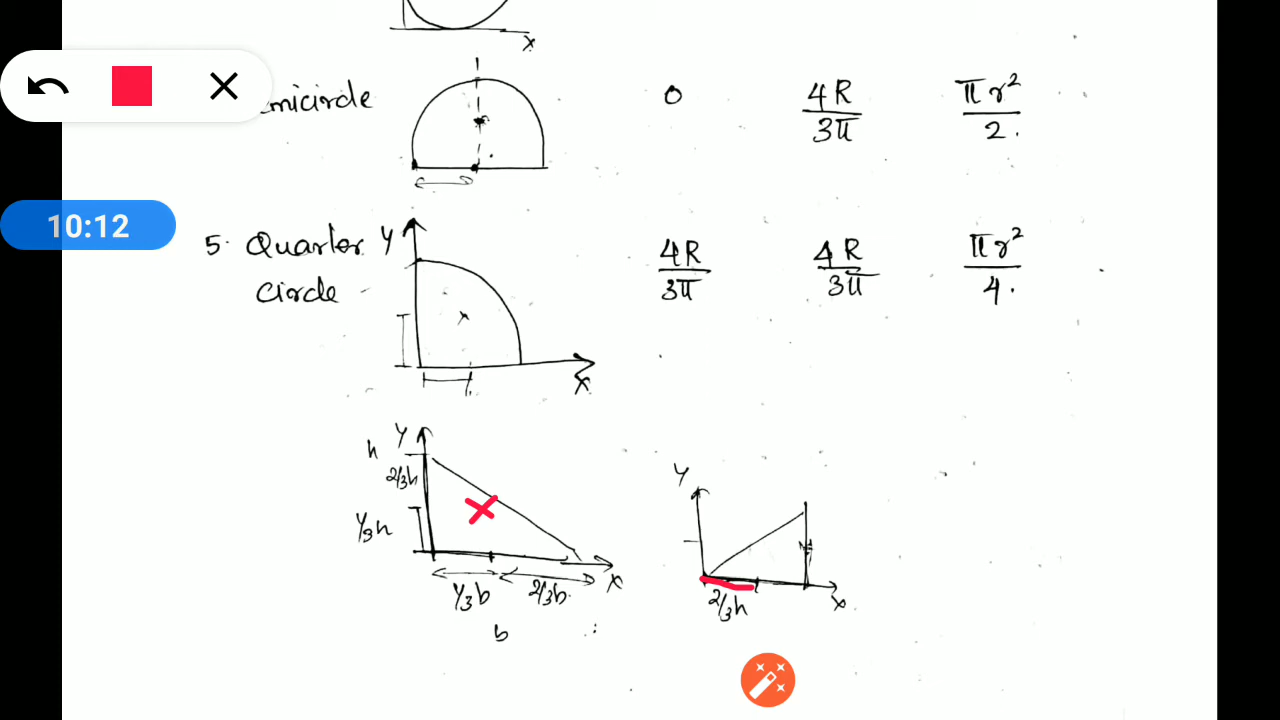 X
micircle 0 4R/3π πr²/2.
10:12
5. Quarter circle Y 4R/3π 4R/3π πr²/4.
X
h Y
2/3h
1/3h
X
1/3b 2/3b.
b
Y
X
2/3h